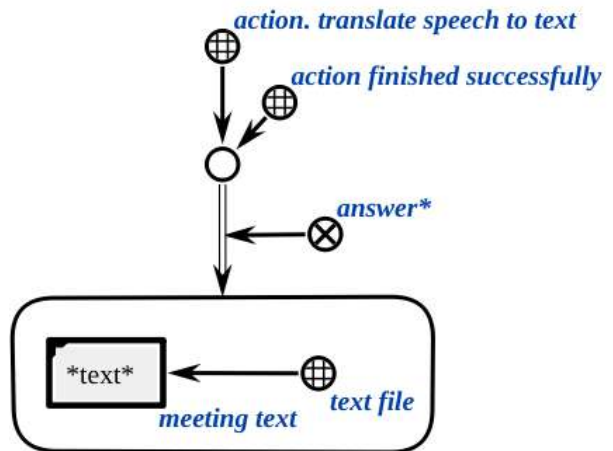 action. translate speech to text
action finished successfully
answer*
*text*
text file
meeting text